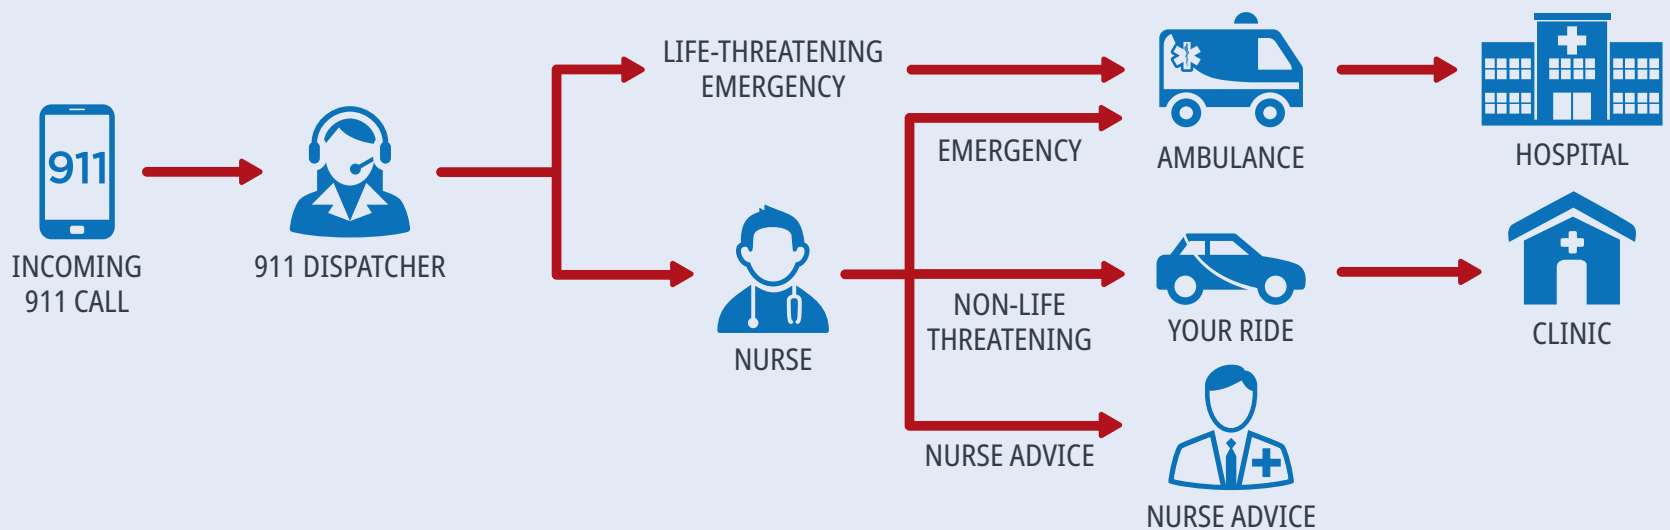 911
INCOMING
911 CALL
911 DISPATCHER
LIFE-THREATENING
EMERGENCY
NURSE
EMERGENCY
NON-LIFE
THREATENING
NURSE ADVICE
AMBULANCE
HOSPITAL
YOUR RIDE
CLINIC
NURSE ADVICE